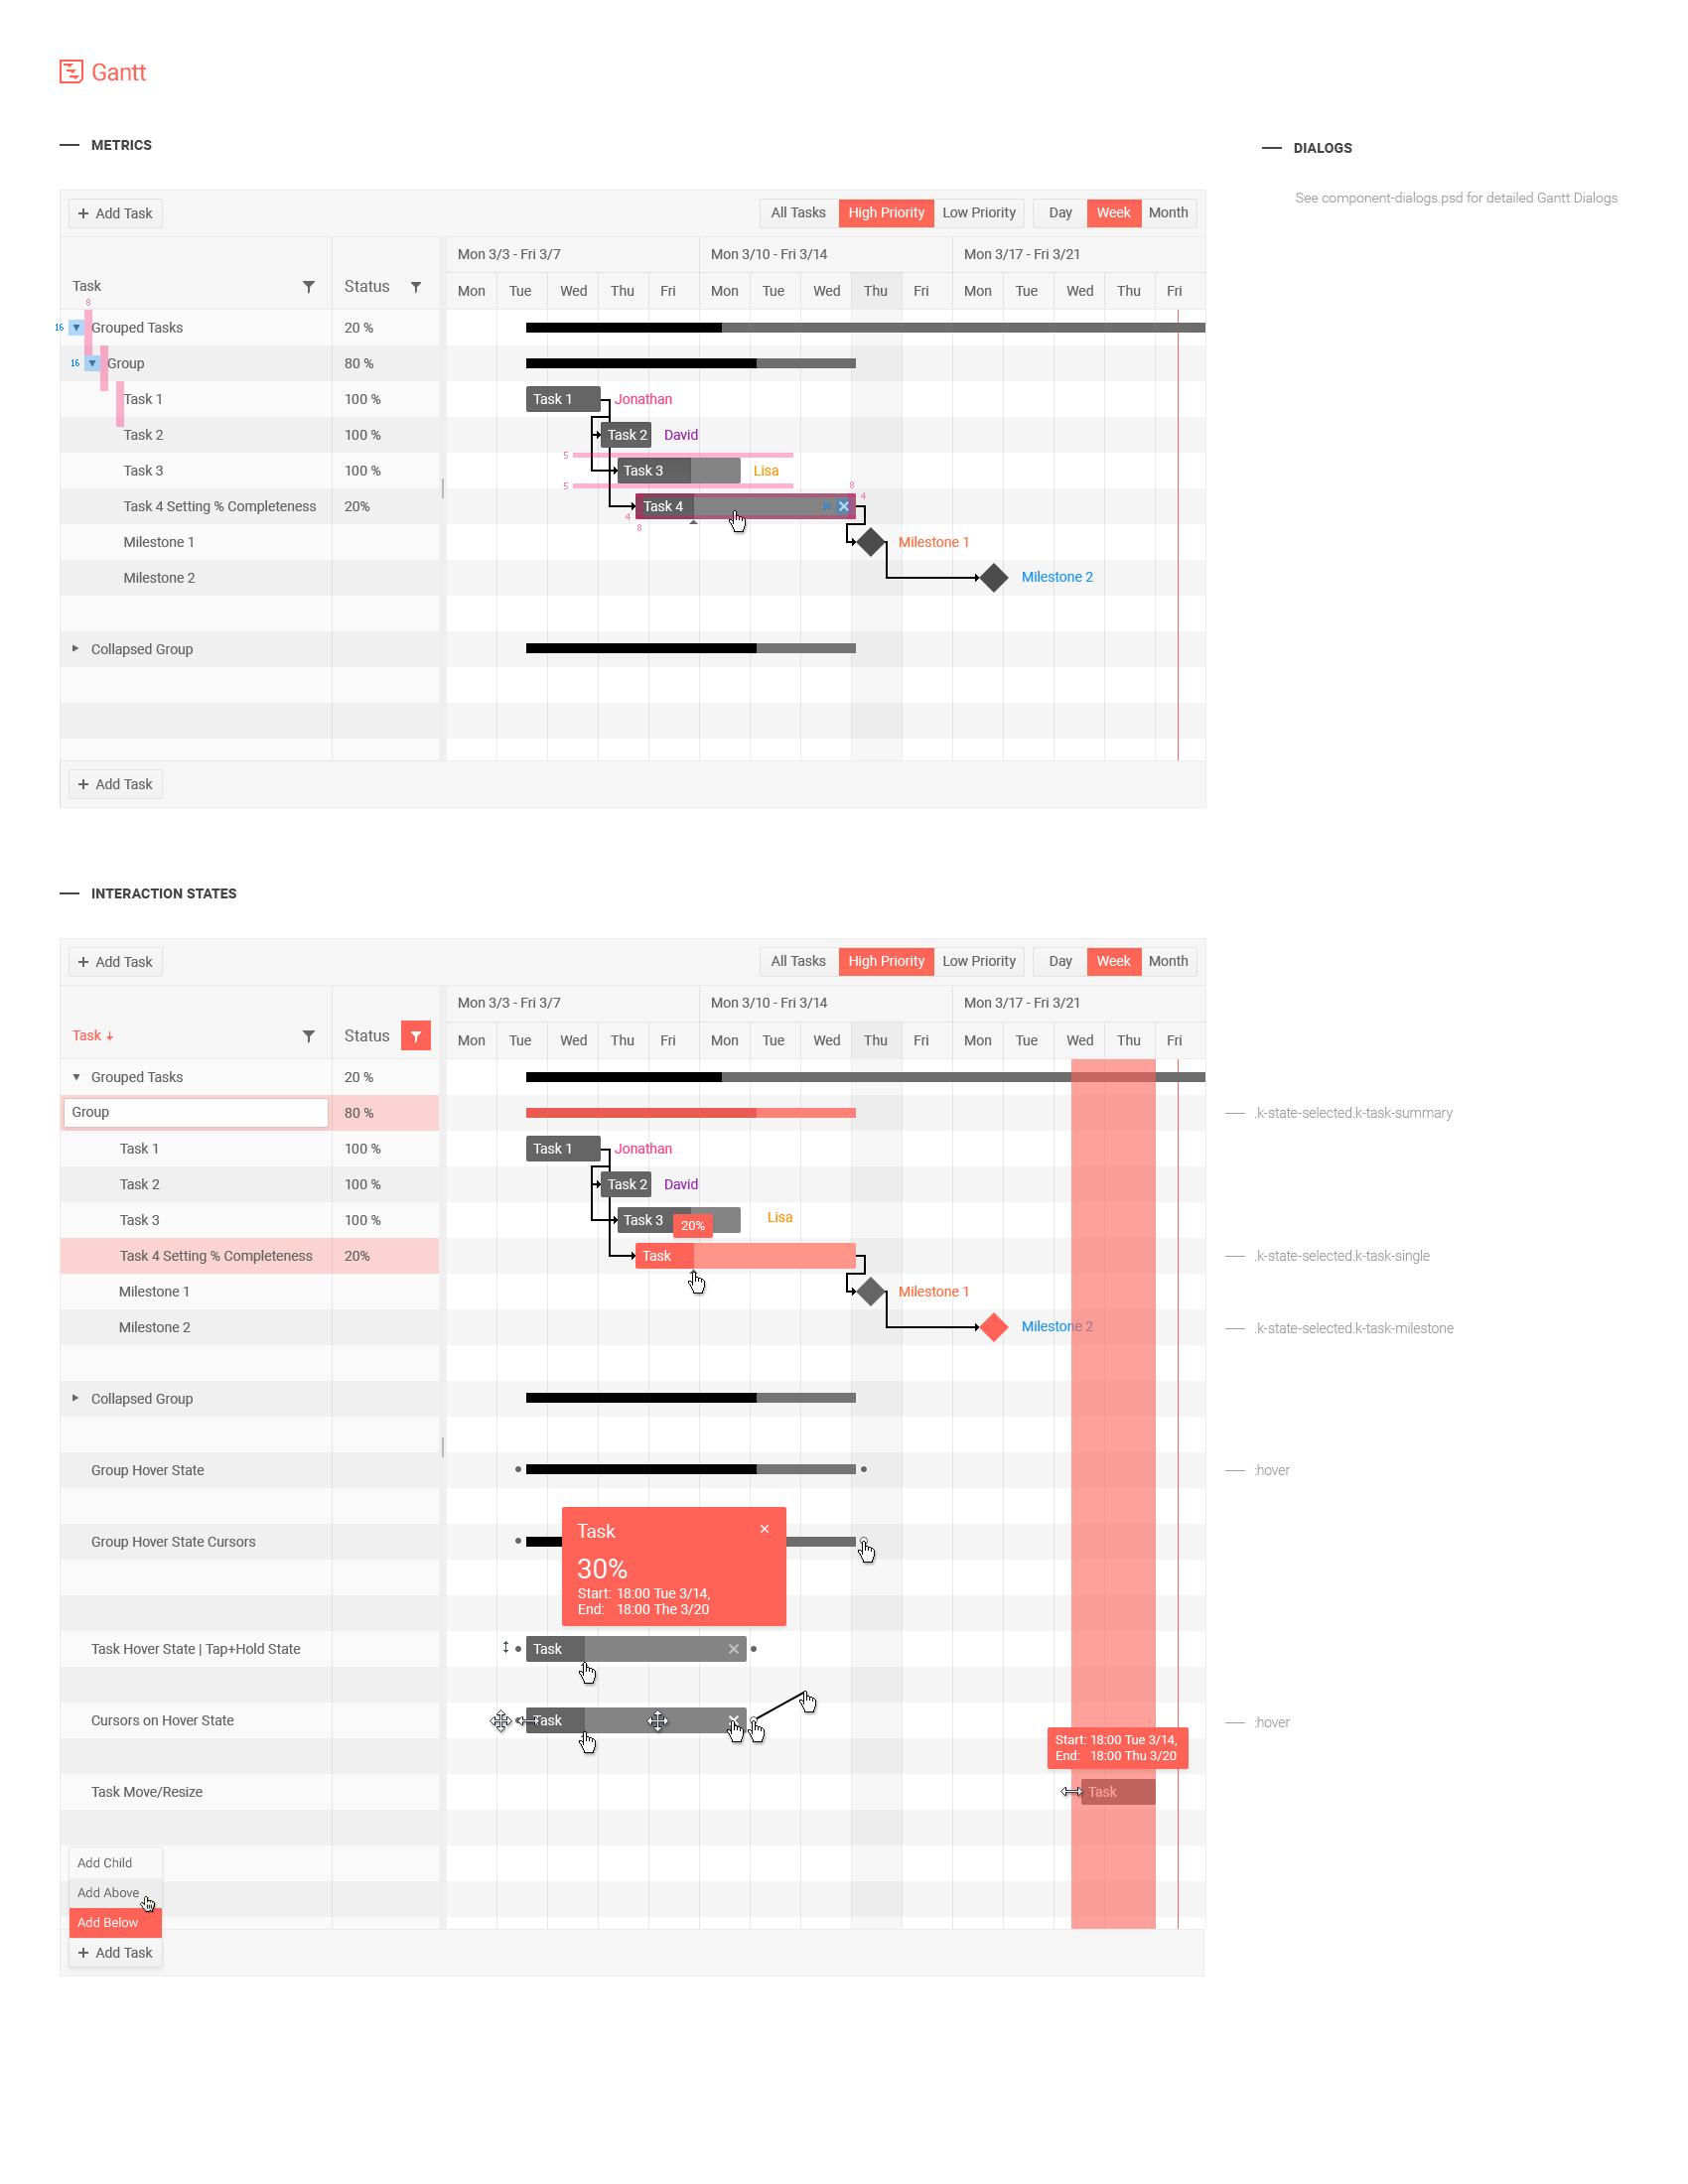 Gantt
METRICS
DIALOGS
See component-dialogs.psd for detailed Gantt Dialogs
+ Add Task
All Tasks High Priority Low Priority Day Week Month
Mon 3/3 - Fri 3/7 Mon 3/10 - Fri 3/14 Mon 3/17 - Fri 3/21
Task Status
Mon Tue Wed Thu Fri Mon Tue Wed Thu Fri Mon Tue Wed Thu Fri
8
16 Grouped Tasks 20 %
16 Group 80 %
Task 1 100 % Task 1 Jonathan
Task 2 100 % Task 2 David
5
Task 3 100 % Task 3 Lisa
5 8
4
Task 4 Setting % Completeness 20% Task 4 16
4
8
Milestone 1 Milestone 1
Milestone 2 Milestone 2
Collapsed Group
+ Add Task
INTERACTION STATES
+ Add Task
All Tasks High Priority Low Priority Day Week Month
Mon 3/3 - Fri 3/7 Mon 3/10 - Fri 3/14 Mon 3/17 - Fri 3/21
Task Status
Mon Tue Wed Thu Fri Mon Tue Wed Thu Fri Mon Tue Wed Thu Fri
Grouped Tasks 20 %
Group 80 % .k-state-selected.k-task-summary
Task 1 100 % Task 1 Jonathan
Task 2 100 % Task 2 David
Task 3 100 % Task 3 Lisa
20%
Task 4 Setting % Completeness 20% Task .k-state-selected.k-task-single
Milestone 1 Milestone 1
Milestone 2 Milestone 2 .k-state-selected.k-task-milestone
Collapsed Group
Group Hover State :hover
Task
Group Hover State Cursors
30%
Start: 18:00 Tue 3/14,
End: 18:00 The 3/20
Task Hover State | Tap+Hold State Task
Cursors on Hover State Task :hover
Start: 18:00 Tue 3/14,
End: 18:00 Thu 3/20
Task Move/Resize Task
Add Child
Add Above
Add Below
+ Add Task